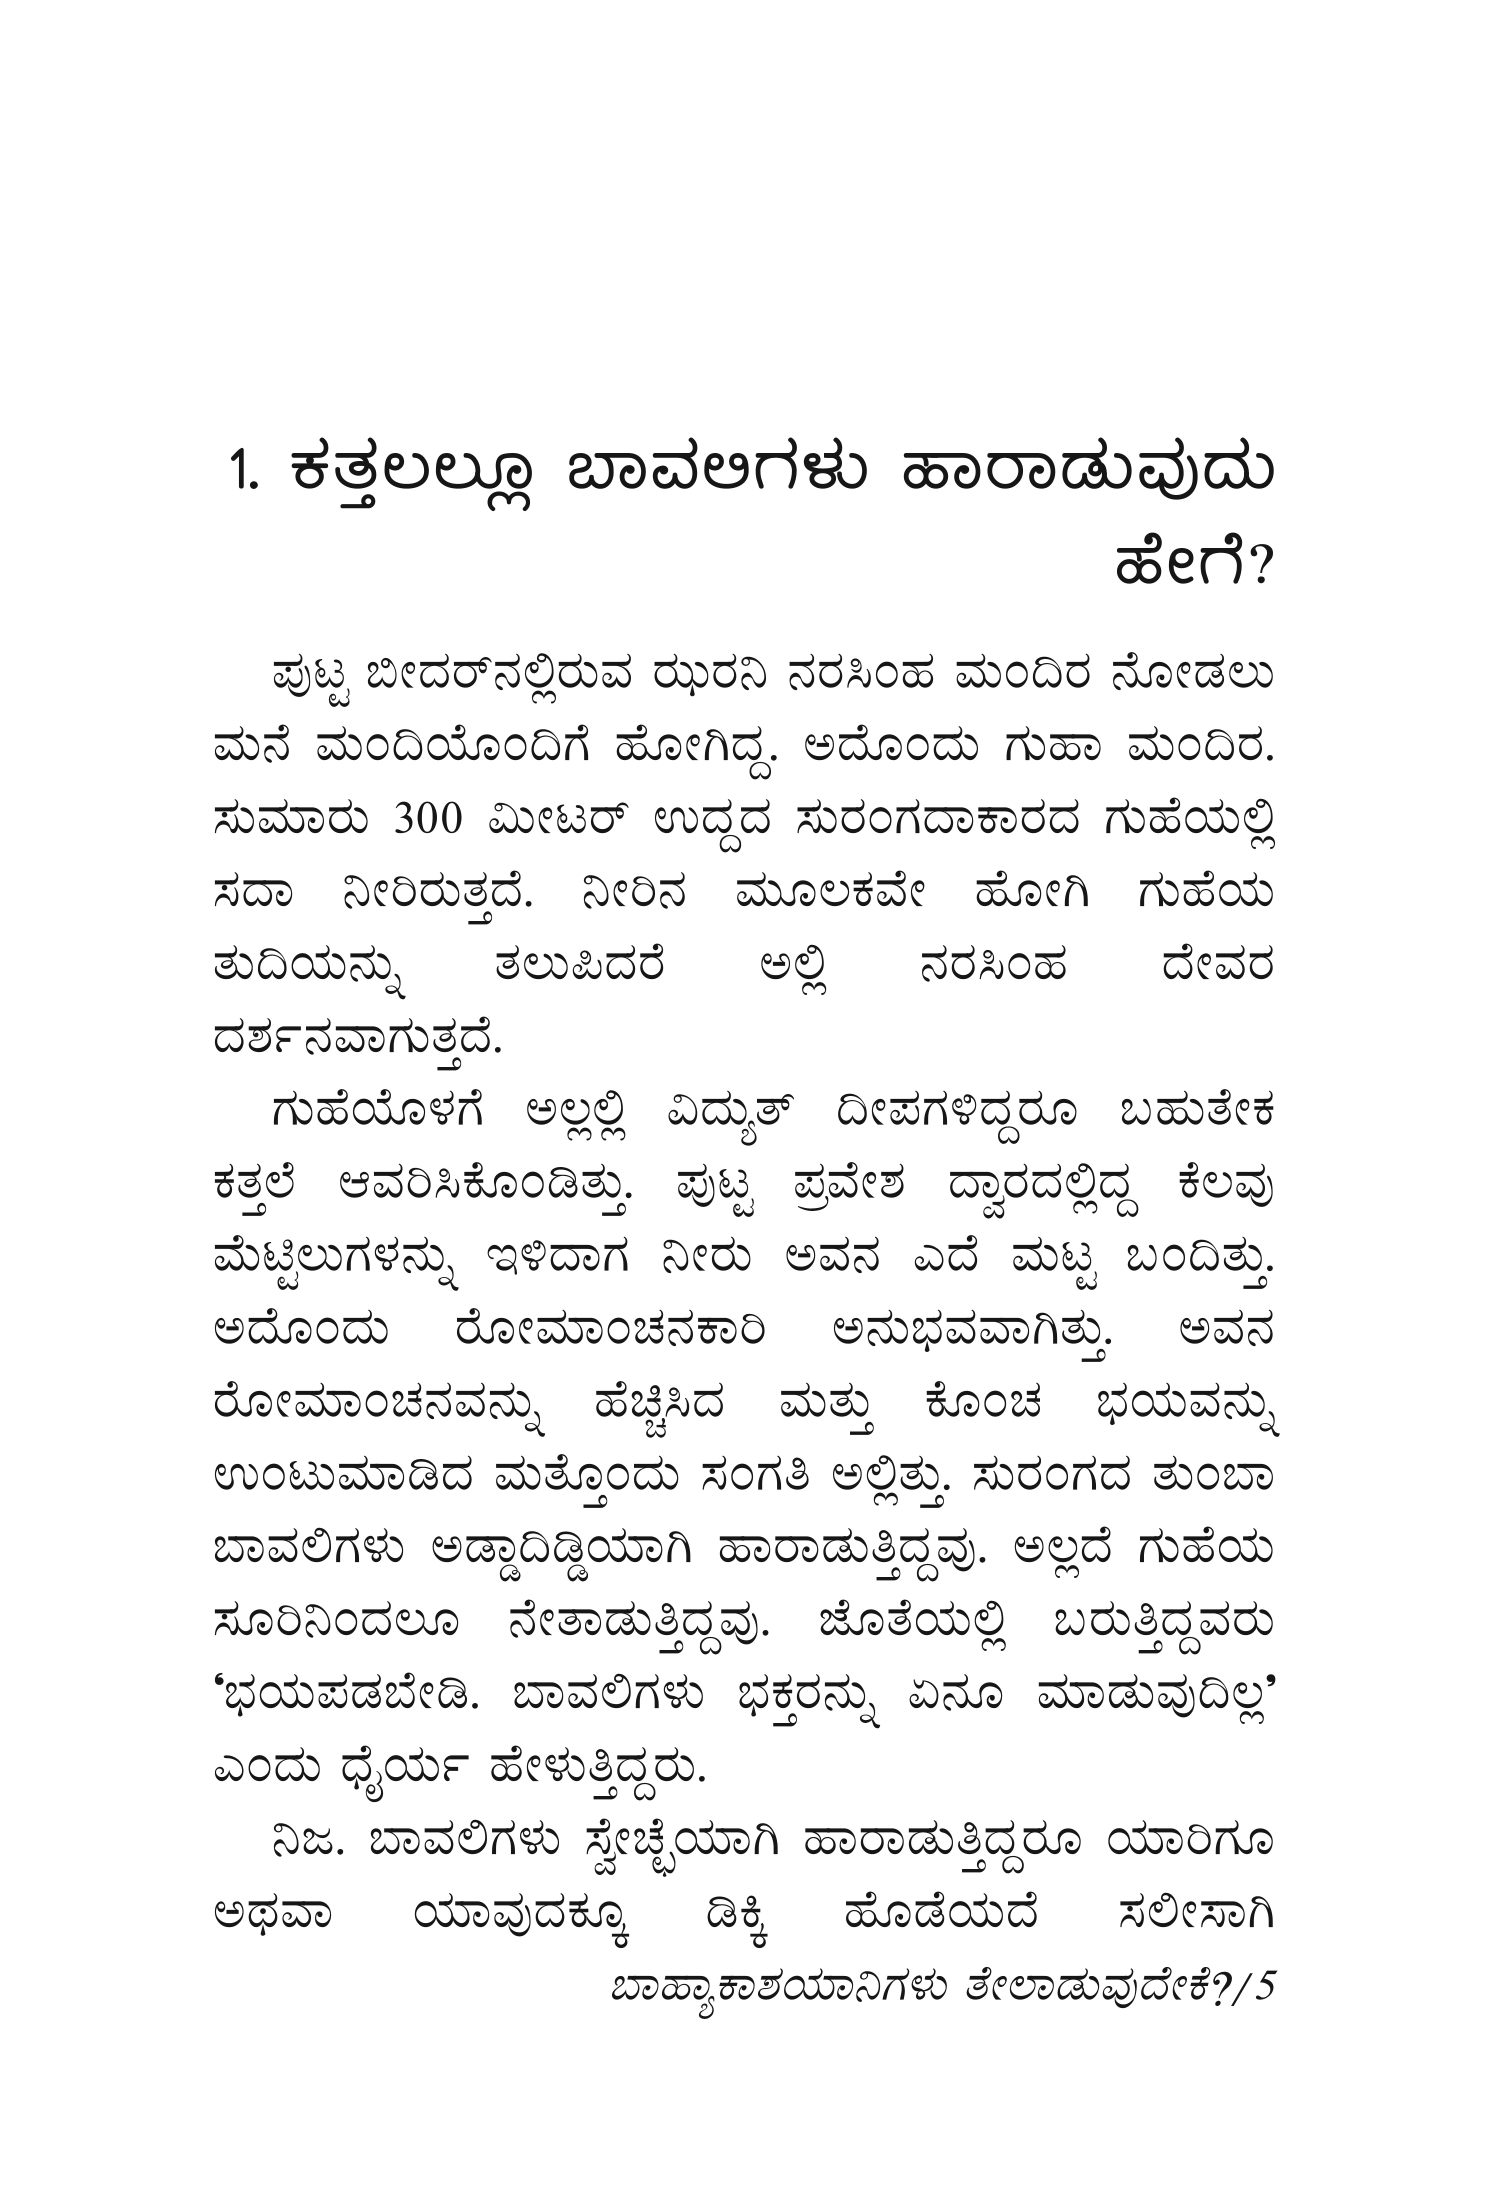 1. ಕತ್ತಲಲ್ಲೂ ಬಾವಲಿಗಳು ಹಾರಾಡುವುದು
ಹೇಗೆ?
ಪುಟ್ಟ ಬೀದರ್‌ನಲ್ಲಿರುವ ಝರನಿ ನರಸಿಂಹ ಮಂದಿರ ನೋಡಲು
ಮನೆ ಮಂದಿಯೊಂದಿಗೆ ಹೋಗಿದ್ದ. ಅದೊಂದು ಗುಹಾ ಮಂದಿರ.
ಸುಮಾರು 300 ಮೀಟರ್ ಉದ್ದದ ಸುರಂಗದಾಕಾರದ ಗುಹೆಯಲ್ಲಿ
ಸದಾ ನೀರಿರುತ್ತದೆ. ನೀರಿನ ಮೂಲಕವೇ ಹೋಗಿ ಗುಹೆಯ
ತುದಿಯನ್ನು ತಲುಪಿದರೆ ಅಲ್ಲಿ ನರಸಿಂಹ ದೇವರ
ದರ್ಶನವಾಗುತ್ತದೆ.
ಗುಹೆಯೊಳಗೆ ಅಲ್ಲಲ್ಲಿ ವಿದ್ಯುತ್ ದೀಪಗಳಿದ್ದರೂ ಬಹುತೇಕ
ಕತ್ತಲೆ ಆವರಿಸಿಕೊಂಡಿತ್ತು. ಪುಟ್ಟ ಪ್ರವೇಶ ದ್ವಾರದಲ್ಲಿದ್ದ ಕೆಲವು
ಮೆಟ್ಟಿಲುಗಳನ್ನು ಇಳಿದಾಗ ನೀರು ಅವನ ಎದೆ ಮಟ್ಟ ಬಂದಿತ್ತು.
ಅದೊಂದು ರೋಮಾಂಚನಕಾರಿ ಅನುಭವವಾಗಿತ್ತು. ಅವನ
ರೋಮಾಂಚನವನ್ನು ಹೆಚ್ಚಿಸಿದ ಮತ್ತು ಕೊಂಚ ಭಯವನ್ನು
ಉಂಟುಮಾಡಿದ ಮತ್ತೊಂದು ಸಂಗತಿ ಅಲ್ಲಿತ್ತು. ಸುರಂಗದ ತುಂಬಾ
ಬಾವಲಿಗಳು ಅಡ್ಡಾದಿಡ್ಡಿಯಾಗಿ ಹಾರಾಡುತ್ತಿದ್ದವು. ಅಲ್ಲದೆ ಗುಹೆಯ
ಸೂರಿನಿಂದಲೂ ನೇತಾಡುತ್ತಿದ್ದವು. ಜೊತೆಯಲ್ಲಿ ಬರುತ್ತಿದ್ದವರು
‘ಭಯಪಡಬೇಡಿ. ಬಾವಲಿಗಳು ಭಕ್ತರನ್ನು ಏನೂ ಮಾಡುವುದಿಲ್ಲ’
ಎಂದು ಧೈರ್ಯ ಹೇಳುತ್ತಿದ್ದರು.
ನಿಜ. ಬಾವಲಿಗಳು ಸ್ವೇಚ್ಛೆಯಾಗಿ ಹಾರಾಡುತ್ತಿದ್ದರೂ ಯಾರಿಗೂ
ಅಥವಾ ಯಾವುದಕ್ಕೂ ಡಿಕ್ಕಿ ಹೊಡೆಯದೆ ಸಲೀಸಾಗಿ
ಬಾಹ್ಯಾಕಾಶಯಾನಿಗಳು ತೇಲಾಡುವುದೇಕೆ?/5